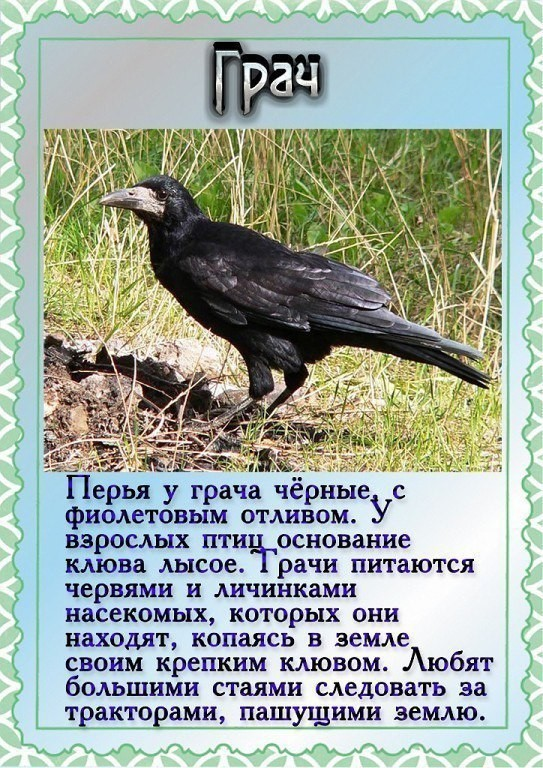 Грач
Перья у грача чёрные, с
фиолетовым отливом. У
взрослых птиц основание
клюва лысое. Грачи питаются
червями и личинками
насекомых, которых они
находят, копаясь в земле
своим крепким клювом. Любят
большими стаями следовать за
тракторами, пашущими землю.